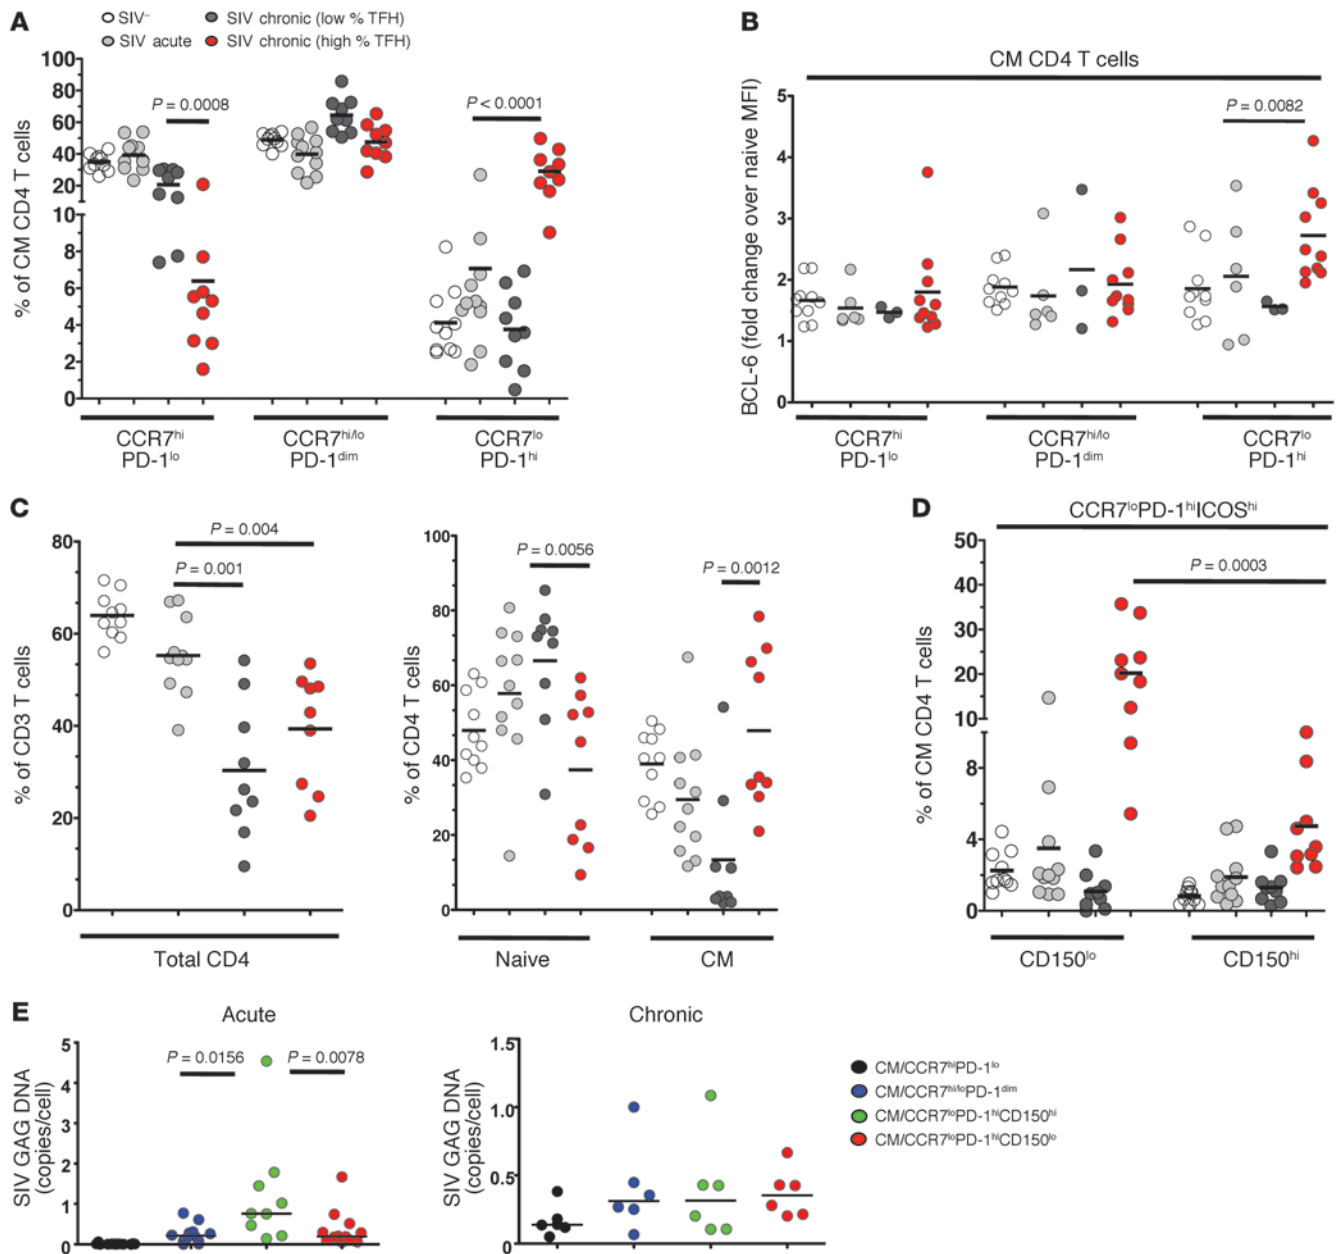 A
SIV⁻
SIV chronic (low % TFH)
SIV acute
SIV chronic (high % TFH)
% of CM CD4 T cells
100
80
60
40
20
10
8
6
4
2
0
P = 0.0008
P < 0.0001
CCR7ʰⁱ
PD-1ˡᵒ
CCR7ʰⁱ/ˡᵒ
PD-1ᵈⁱᵐ
CCR7ˡᵒ
PD-1ʰⁱ
B
CM CD4 T cells
BCL-6 (fold change over naive MFI)
5
4
3
2
1
0
P = 0.0082
CCR7ʰⁱ
PD-1ˡᵒ
CCR7ʰⁱ/ˡᵒ
PD-1ᵈⁱᵐ
CCR7ˡᵒ
PD-1ʰⁱ
C
% of CD3 T cells
80
60
40
20
0
P = 0.004
P = 0.001
Total CD4
% of CD4 T cells
100
80
60
40
20
0
P = 0.0056
P = 0.0012
Naive
CM
D
CCR7ˡᵒPD-1ʰⁱICOSʰⁱ
% of CM CD4 T cells
50
40
30
20
10
8
4
0
P = 0.0003
CD150ˡᵒ
CD150ʰⁱ
E
Acute
SIV GAG DNA
(copies/cell)
5
4
3
2
1
0
P = 0.0156
P = 0.0078
Chronic
SIV GAG DNA
(copies/cell)
1.5
1.0
0.5
0
CM/CCR7ʰⁱPD-1ˡᵒ
CM/CCR7ʰⁱ/ˡᵒPD-1ᵈⁱᵐ
CM/CCR7ˡᵒPD-1ʰⁱCD150ʰⁱ
CM/CCR7ˡᵒPD-1ʰⁱCD150ˡᵒ